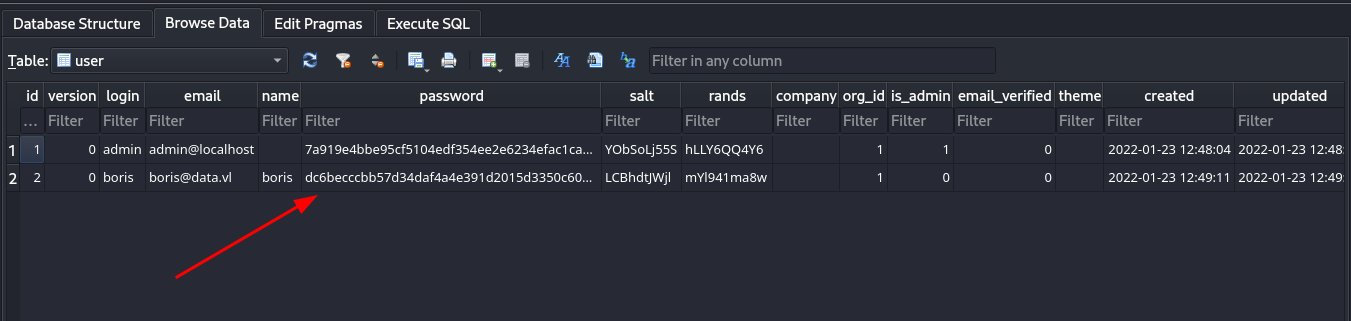 Database Structure Browse Data Edit Pragmas Execute SQL
Table: user Filter in any column
id version login email name password salt rands company org_id is_admin email_verified theme created updated
... Filter Filter Filter Filter Filter Filter Filter Filter Filter Filter Filter Filter Filter Filter
1 1 0 admin admin@localhost 7a919e4bbe95cf5104edf354ee2e6234efac1ca... YObSoLj55S hLLY6QQ4Y6 1 1 0 2022-01-23 12:48:04 2022-01-23 12:48:
2 2 0 boris boris@data.vl boris dc6becccbb57d34daf4a4e391d2015d3350c60... LCBhdtJWjl mYl941ma8w 1 0 0 2022-01-23 12:49:11 2022-01-23 12:49: